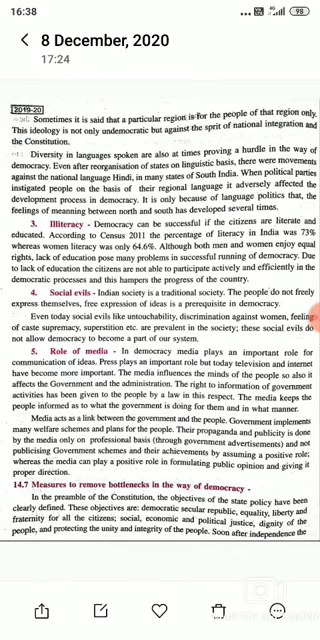 16:38
4G
98
8 December, 2020
17:24
2019-20
Sometimes it is said that a particular region is for the people of that region only.
This ideology is not only undemocratic but against the sprit of national integration and
the Constitution.
Diversity in languages spoken are also at times proving a hurdle in the way of
democracy. Even after reorganisation of states on linguistic basis, there were movements
against the national language Hindi, in many states of South India. When political parties
instigated people on the basis of their regional language it adversely affected the
development process in democracy. It is only because of language politics that, the
feelings of meanning between north and south has developed several times.
3. Illiteracy - Democracy can be successful if the citizens are literate and
educated. According to Census 2011 the percentage of literacy in India was 73%
whereas women literacy was only 64.6%. Although both men and women enjoy equal
rights, lack of education pose many problems in successful running of democracy. Due
to lack of education the citizens are not able to participate actively and efficiently in the
democratic processes and this hampers the progress of the country.
4. Social evils - Indian society is a traditional society. The people do not freely
express themselves, free expression of ideas is a prerequisite in democracy.
Even today social evils like untouchability, discrimination against women, feeling
of caste supremacy, superstition etc. are prevalent in the society; these social evils do
not allow democracy to become a part of our system.
5. Role of media - In democracy media plays an important role for
communication of ideas. Press plays an important role but today television and internet
have become more important. The media influences the minds of the people so also it
affects the Government and the administration. The right to information of government
activities has been given to the people by a law in this respect. The media keeps the
people informed as to what the government is doing for them and in what manner.
Media acts as a link between the government and the people. Government implements
many welfare schemes and plans for the people. Their propaganda and publicity is done
by the media only on professional basis (through government advertisements) and not
publicising Government schemes and their achievements by assuming a positive role;
whereas the media can play a positive role in formulating public opinion and giving it
proper direction.
14.7 Measures to remove bottlenecks in the way of democracy -
In the preamble of the Constitution, the objectives of the state policy have been
clearly defined. These objectives are: democratic secular republic, equality, liberty and
fraternity for all the citizens; social, economic and political justice, dignity of the
people, and protecting the unity and integrity of the people. Soon after independence the